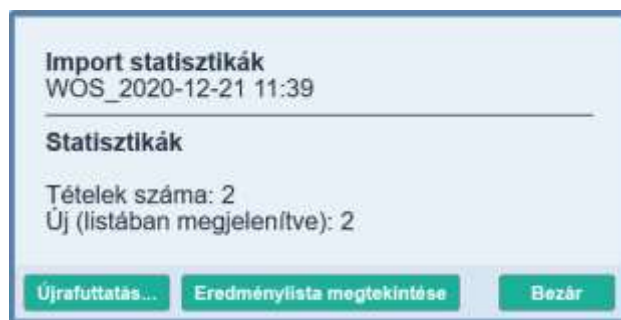 Import statisztikák
WOS_2020-12-21 11:39
Statisztikák
Tételek száma: 2
Új (listában megjelenítve): 2
Újrafuttatás... Eredménylista megtekintése Bezár